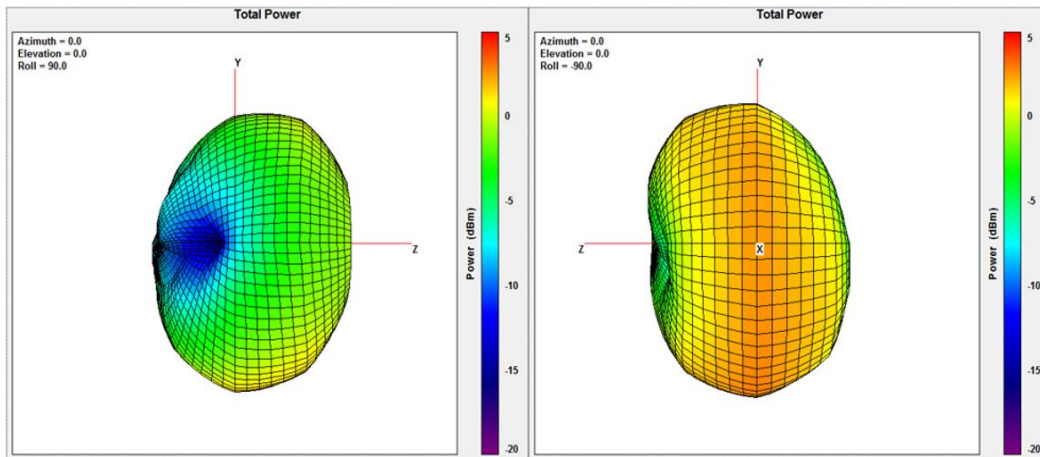 Total Power
Azimuth = 0.0
Elevation = 0.0
Roll = 90.0
Y
Z
5
0
-5
-10
-15
-20
Power (dBm)
Total Power
Azimuth = 0.0
Elevation = 0.0
Roll = -90.0
Y
Z
X
5
0
-5
-10
-15
-20
Power (dBm)